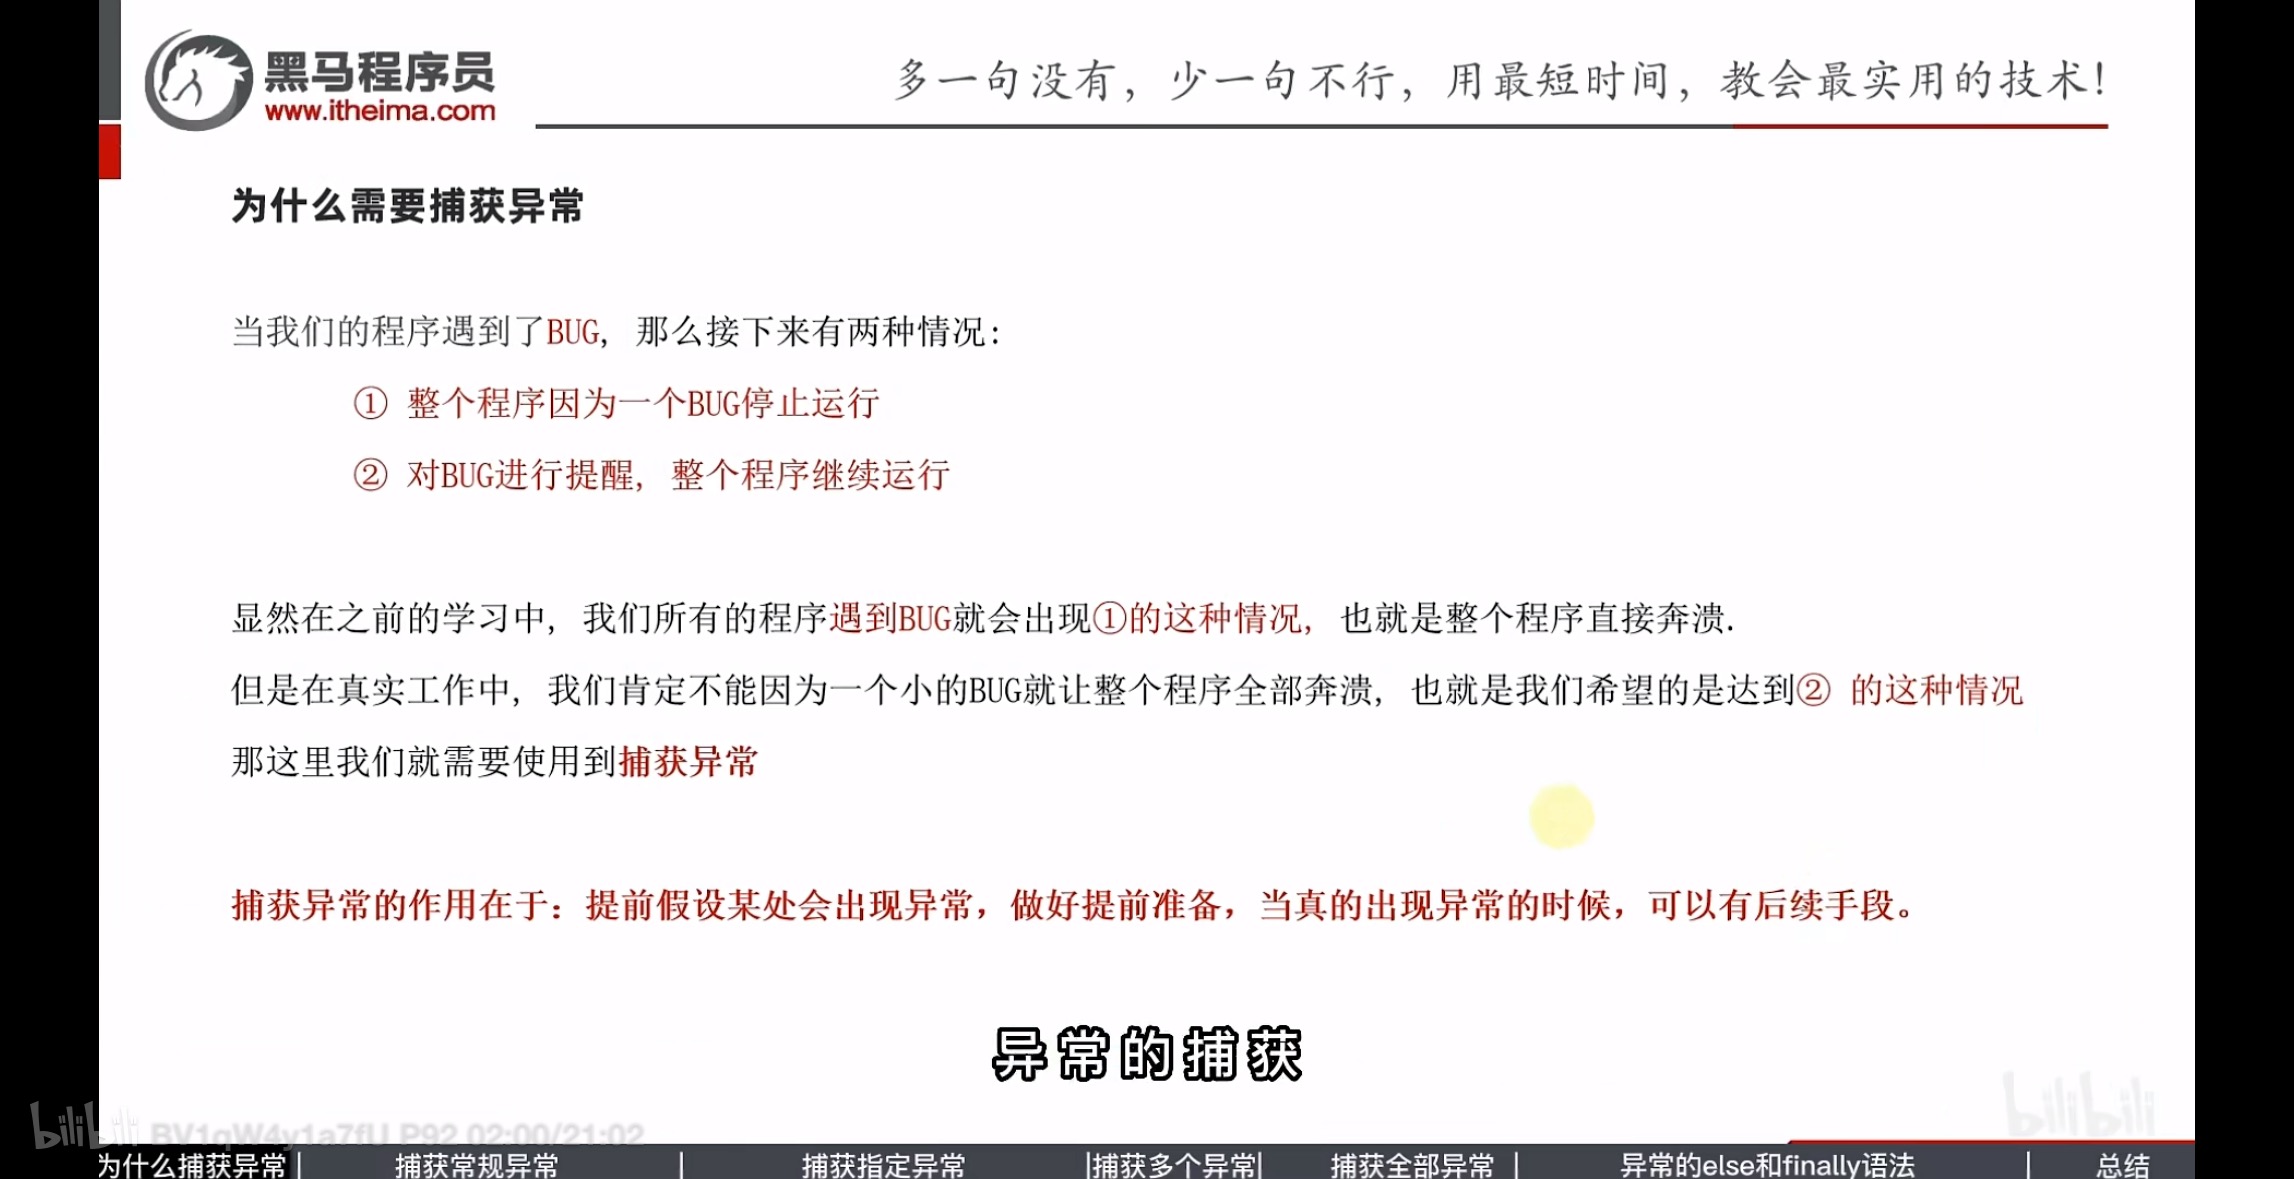 黑马程序员
www.itheima.com
多一句没有，少一句不行，用最短时间，教会最实用的技术！
为什么需要捕获异常
当我们的程序遇到了BUG, 那么接下来有两种情况：
① 整个程序因为一个BUG停止运行
② 对BUG进行提醒, 整个程序继续运行
显然在之前的学习中, 我们所有的程序遇到BUG就会出现①的这种情况, 也就是整个程序直接奔溃.
但是在真实工作中, 我们肯定不能因为一个小的BUG就让整个程序全部奔溃, 也就是我们希望的是达到② 的这种情况
那这里我们就需要使用到捕获异常
捕获异常的作用在于：提前假设某处会出现异常，做好提前准备，当真的出现异常的时候，可以有后续手段。
异常的捕获
bilibili
bilibili BV1qW4y1a7fU P92 02:00/21:02
为什么捕获异常| 捕获常规异常 | 捕获指定异常 |捕获多个异常| 捕获全部异常 | 异常的else和finally语法 | 总结